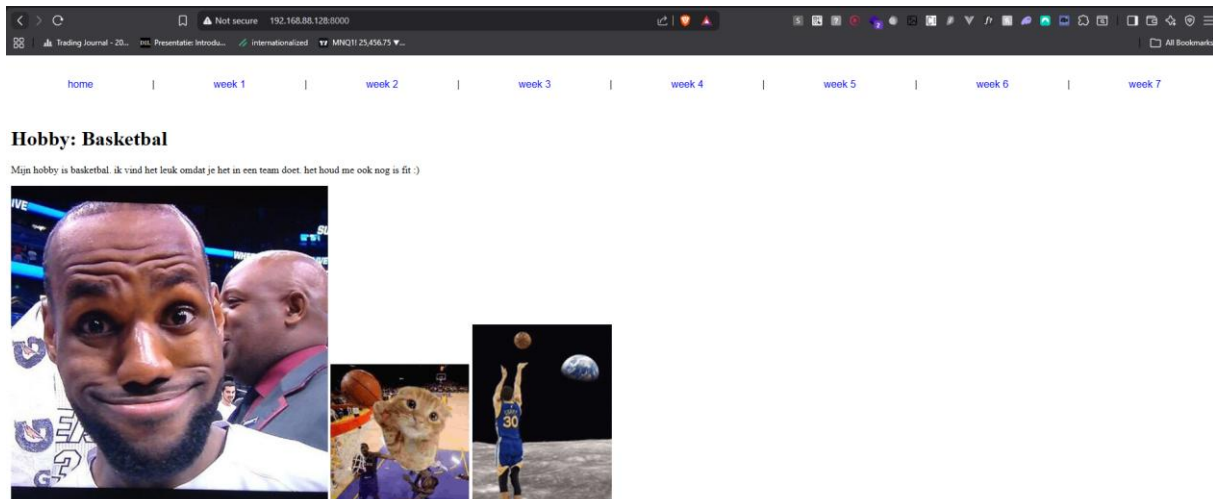 Not secure 192.168.88.128:8000
Trading Journal - 20... Presentatie: Introdu... internationalized MNQ1! 25,456.75 ▼... All Bookmarks
home | week 1 | week 2 | week 3 | week 4 | week 5 | week 6 | week 7
Hobby: Basketbal
Mijn hobby is basketbal. ik vind het leuk omdat je het in een team doet. het houd me ook nog is fit :)
30